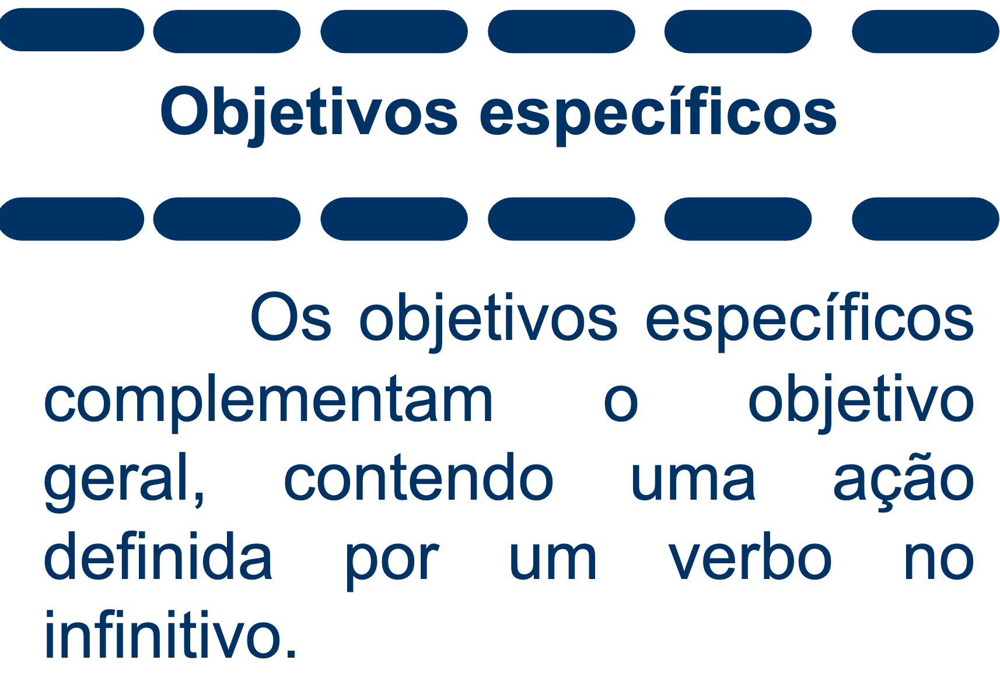 Objetivos específicos
Os objetivos específicos
complementam o objetivo
geral, contendo uma ação
definida por um verbo no
infinitivo.